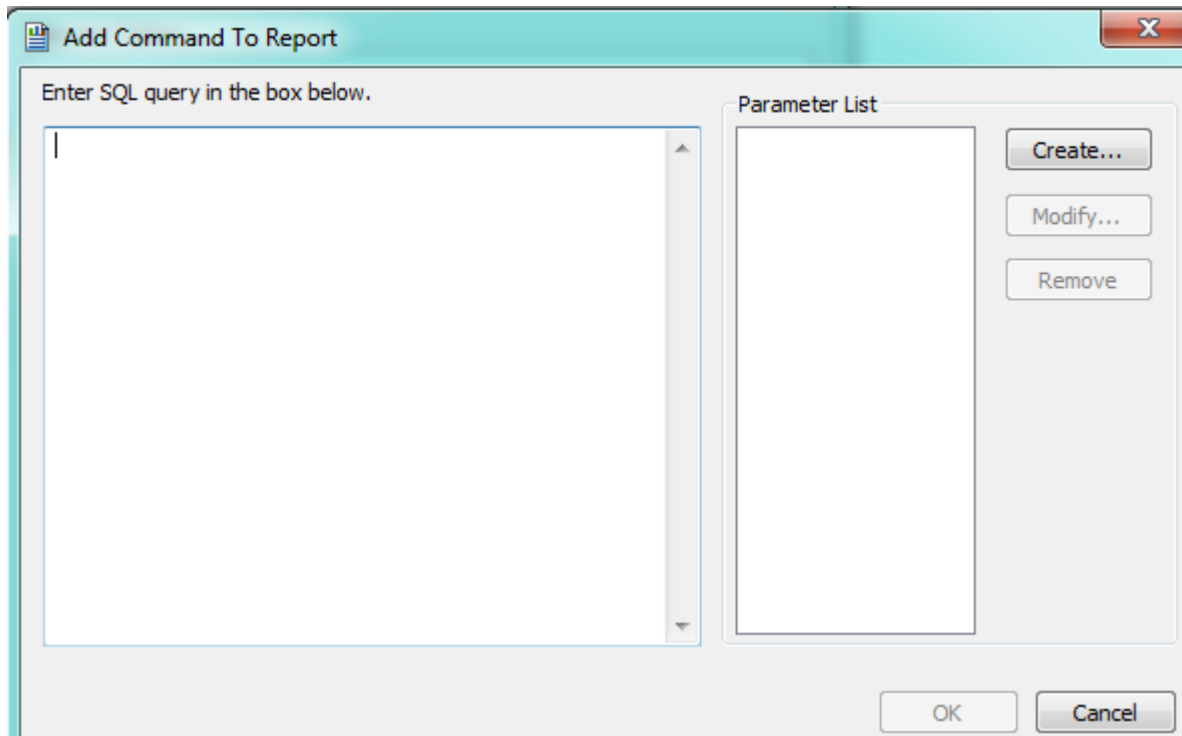 Add Command To Report
Enter SQL query in the box below.
Parameter List
Create...
Modify...
Remove
OK
Cancel